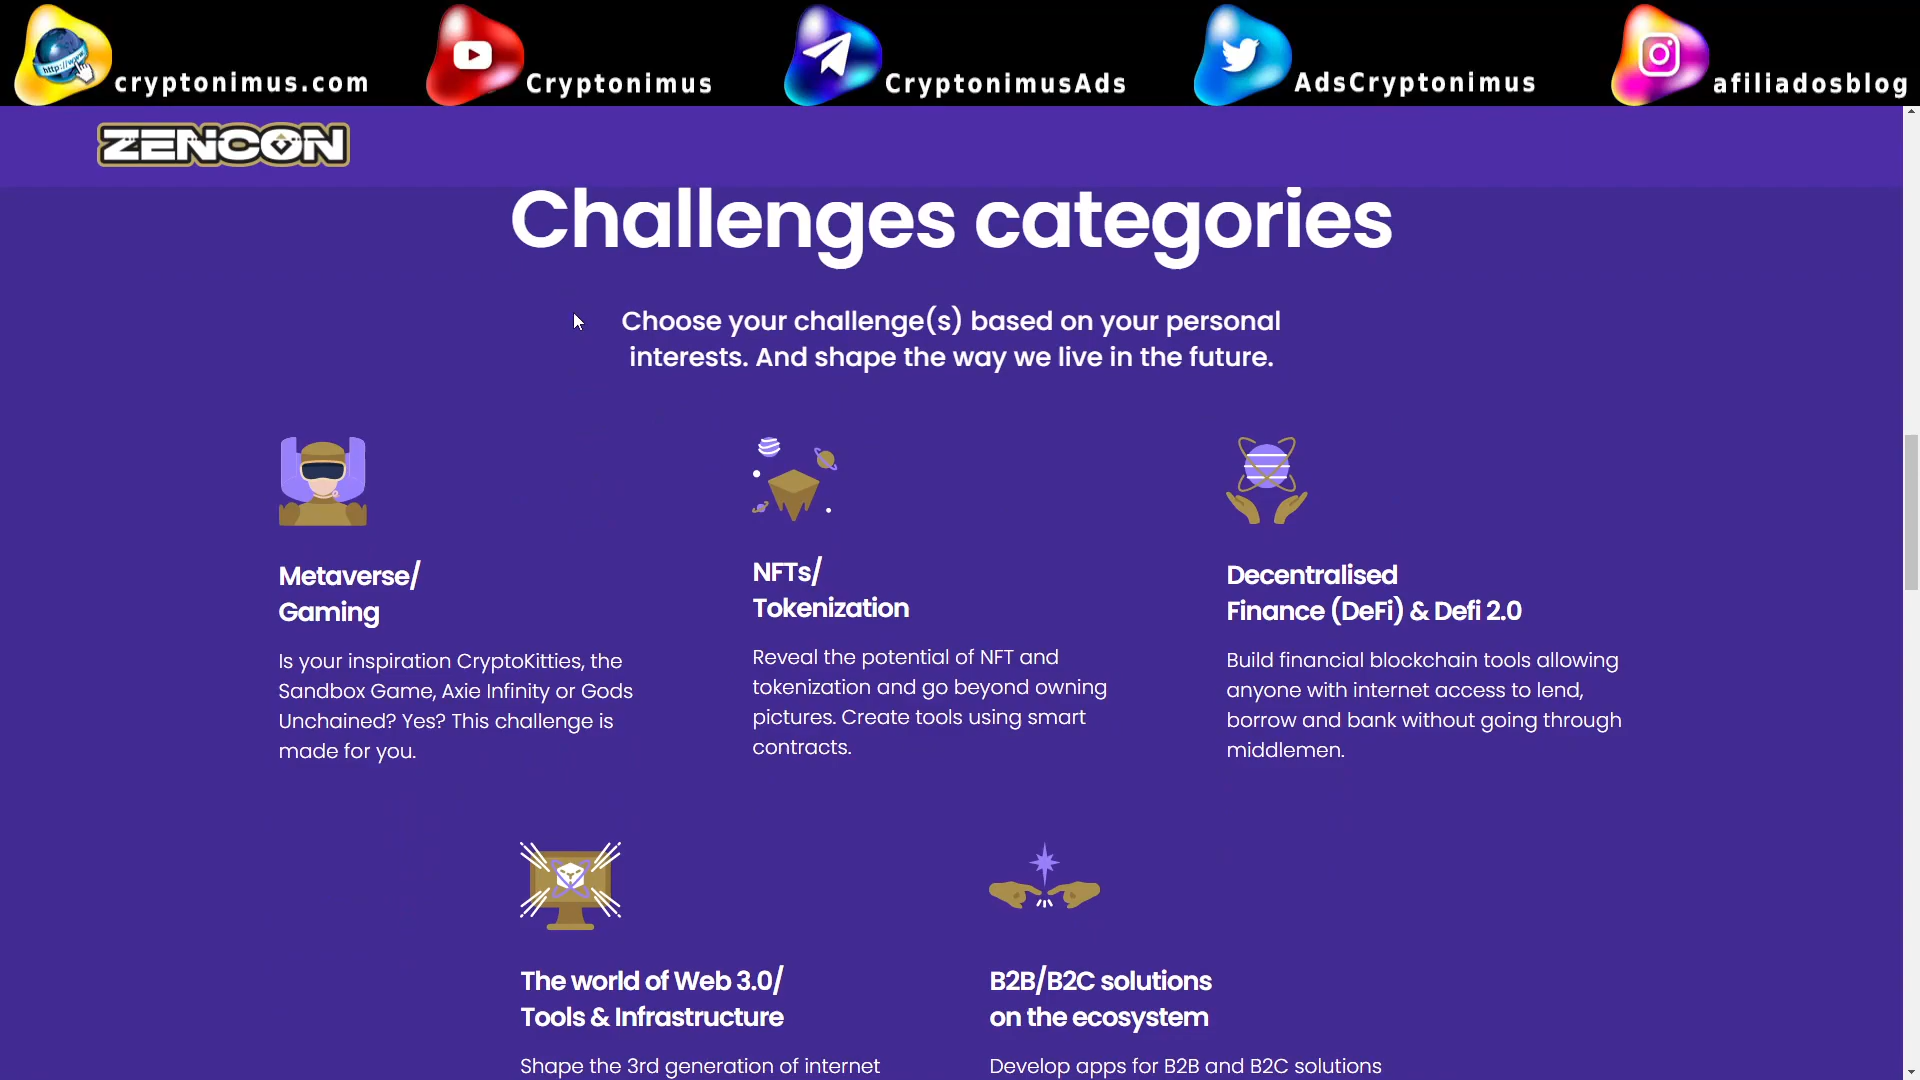 http://www
cryptonimus.com
Cryptonimus
CryptonimusAds
AdsCryptonimus
afiliadosblog
ZENCON
Challenges categories
Choose your challenge(s) based on your personal
interests. And shape the way we live in the future.
Metaverse/
Gaming
Is your inspiration CryptoKitties, the
Sandbox Game, Axie Infinity or Gods
Unchained? Yes? This challenge is
made for you.
NFTs/
Tokenization
Reveal the potential of NFT and
tokenization and go beyond owning
pictures. Create tools using smart
contracts.
Decentralised
Finance (DeFi) & Defi 2.0
Build financial blockchain tools allowing
anyone with internet access to lend,
borrow and bank without going through
middlemen.
The world of Web 3.0/
Tools & Infrastructure
Shape the 3rd generation of internet
B2B/B2C solutions
on the ecosystem
Develop apps for B2B and B2C solutions